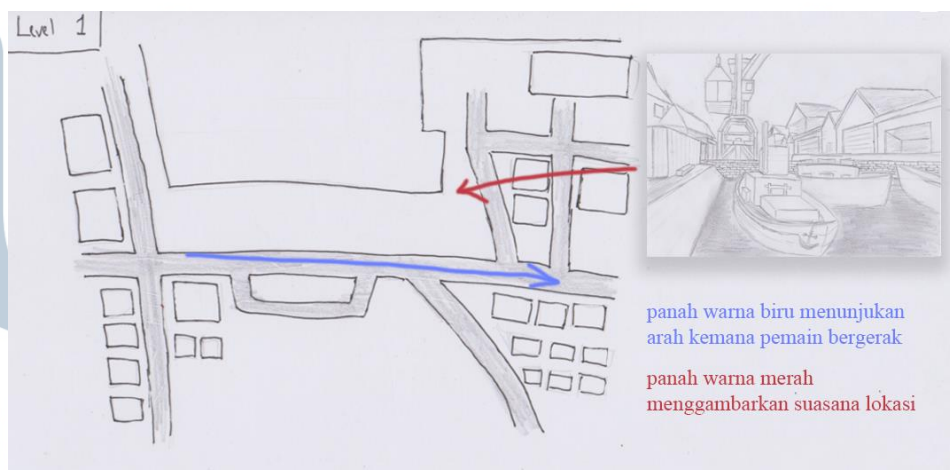 Level 1
panah warna biru menunjukan
arah kemana pemain bergerak
panah warna merah
menggambarkan suasana lokasi